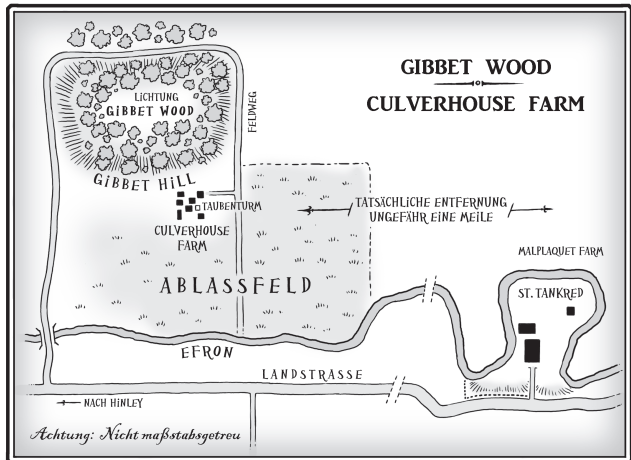 GIBBET WOOD
CULVERHOUSE FARM
LICHTUNG
GIBBET WOOD
FELDWEG
GIBBET HILL
TAUBENTURM
CULVERHOUSE
FARM
TATSÄCHLICHE ENTFERNUNG
UNGEFÄHR EINE MEILE
MALPLAQUET FARM
ST. TANKRED
ABLASSFELD
EFRON
LANDSTRASSE
NACH HINLEY
Achtung: Nicht maßstabsgetreu